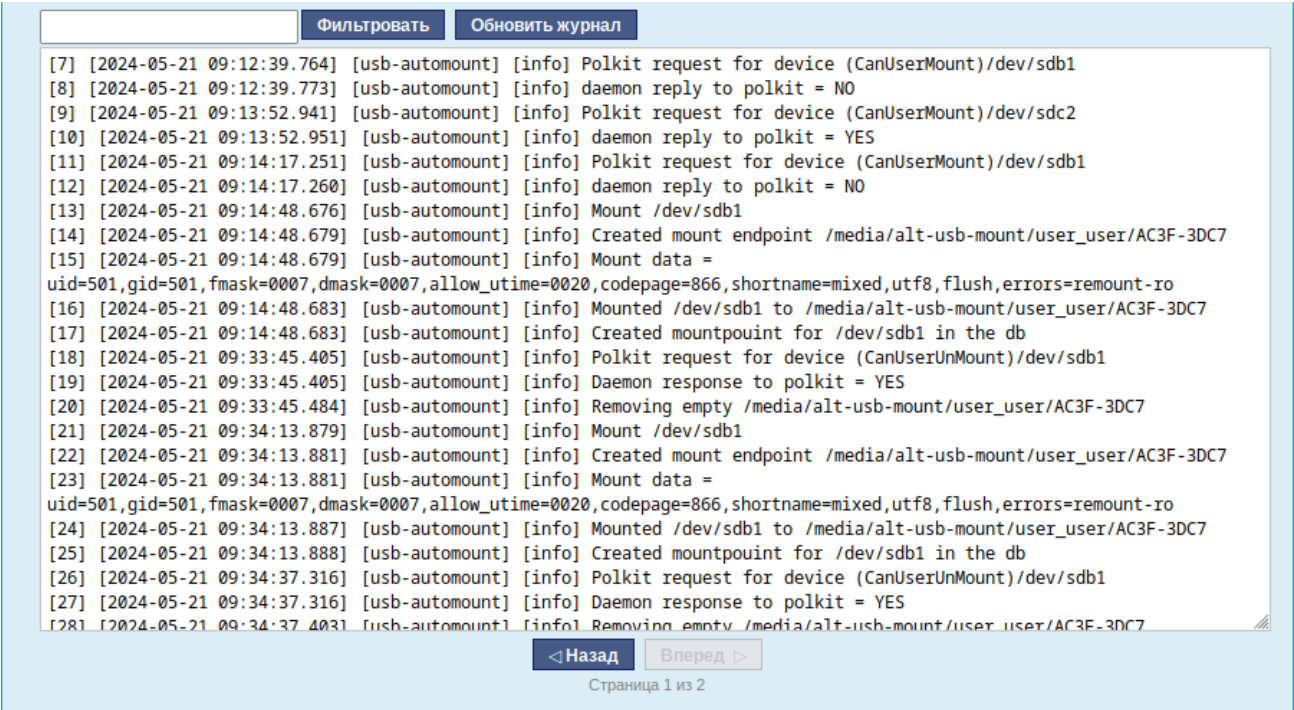 Фильтровать Обновить журнал
[7] [2024-05-21 09:12:39.764] [usb-automount] [info] Polkit request for device (CanUserMount)/dev/sdb1
[8] [2024-05-21 09:12:39.773] [usb-automount] [info] daemon reply to polkit = NO
[9] [2024-05-21 09:13:52.941] [usb-automount] [info] Polkit request for device (CanUserMount)/dev/sdc2
[10] [2024-05-21 09:13:52.951] [usb-automount] [info] daemon reply to polkit = YES
[11] [2024-05-21 09:14:17.251] [usb-automount] [info] Polkit request for device (CanUserMount)/dev/sdb1
[12] [2024-05-21 09:14:17.260] [usb-automount] [info] daemon reply to polkit = NO
[13] [2024-05-21 09:14:48.676] [usb-automount] [info] Mount /dev/sdb1
[14] [2024-05-21 09:14:48.679] [usb-automount] [info] Created mount endpoint /media/alt-usb-mount/user_user/AC3F-3DC7
[15] [2024-05-21 09:14:48.679] [usb-automount] [info] Mount data =
uid=501,gid=501,fmask=0007,dmask=0007,allow_utime=0020,codepage=866,shortname=mixed,utf8,flush,errors=remount-ro
[16] [2024-05-21 09:14:48.683] [usb-automount] [info] Mounted /dev/sdb1 to /media/alt-usb-mount/user_user/AC3F-3DC7
[17] [2024-05-21 09:14:48.683] [usb-automount] [info] Created mountpouint for /dev/sdb1 in the db
[18] [2024-05-21 09:33:45.405] [usb-automount] [info] Polkit request for device (CanUserUnMount)/dev/sdb1
[19] [2024-05-21 09:33:45.405] [usb-automount] [info] Daemon response to polkit = YES
[20] [2024-05-21 09:33:45.484] [usb-automount] [info] Removing empty /media/alt-usb-mount/user_user/AC3F-3DC7
[21] [2024-05-21 09:34:13.879] [usb-automount] [info] Mount /dev/sdb1
[22] [2024-05-21 09:34:13.881] [usb-automount] [info] Created mount endpoint /media/alt-usb-mount/user_user/AC3F-3DC7
[23] [2024-05-21 09:34:13.881] [usb-automount] [info] Mount data =
uid=501,gid=501,fmask=0007,dmask=0007,allow_utime=0020,codepage=866,shortname=mixed,utf8,flush,errors=remount-ro
[24] [2024-05-21 09:34:13.887] [usb-automount] [info] Mounted /dev/sdb1 to /media/alt-usb-mount/user_user/AC3F-3DC7
[25] [2024-05-21 09:34:13.888] [usb-automount] [info] Created mountpouint for /dev/sdb1 in the db
[26] [2024-05-21 09:34:37.316] [usb-automount] [info] Polkit request for device (CanUserUnMount)/dev/sdb1
[27] [2024-05-21 09:34:37.316] [usb-automount] [info] Daemon response to polkit = YES
[28] [2024-05-21 09:34:37.403] [usb-automount] [info] Removing empty /media/alt-usb-mount/user_user/AC3F-3DC7
◁ Назад Вперед ▷
Страница 1 из 2